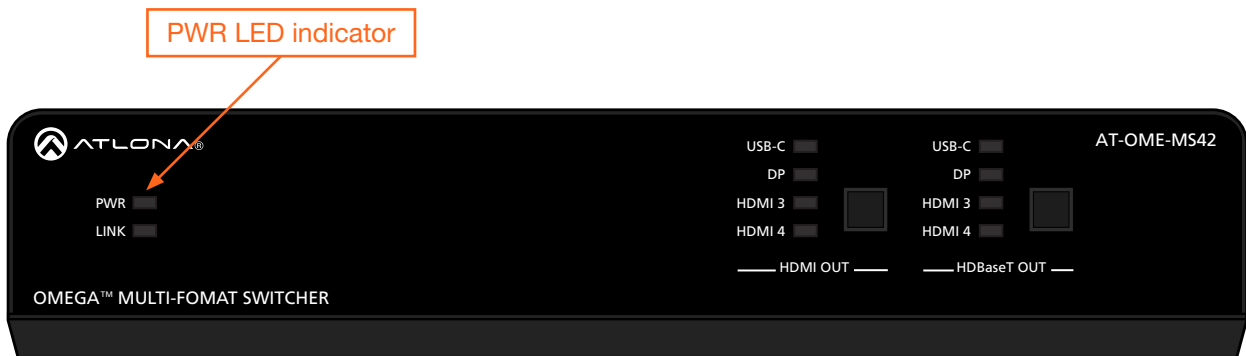 PWR LED indicator
ATLONA®
AT-OME-MS42
USB-C
DP
HDMI 3
HDMI 4
HDMI OUT
USB-C
DP
HDMI 3
HDMI 4
HDBaseT OUT
PWR
LINK
OMEGA™ MULTI-FOMAT SWITCHER